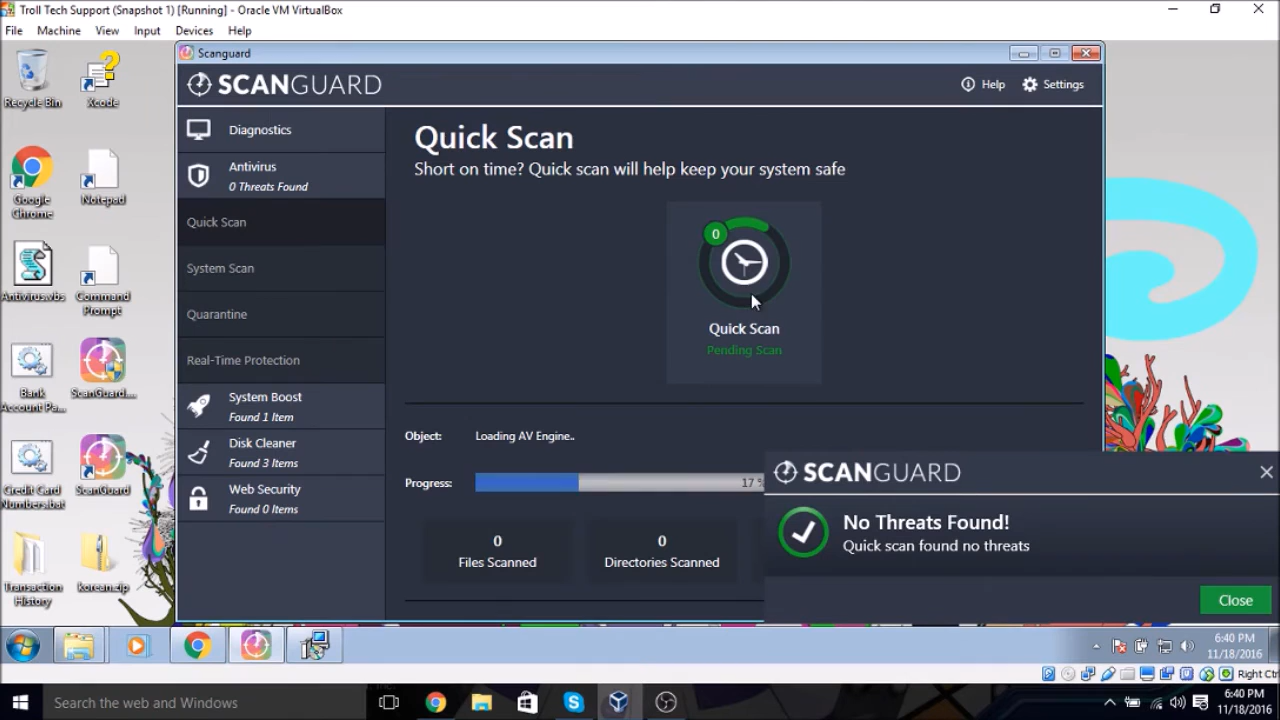 Troll Tech Support (Snapshot 1) [Running] - Oracle VM VirtualBox
File Machine View Input Devices Help
Scanguard
SCANGUARD
Help Settings
Recycle Bin
Xcode
Google Chrome
Notepad
Antivirus.vbs
Command Prompt
Bank Account Pa...
ScanGuard....
Credit Card Numbers.bat
ScanGuard
Transaction History
korean.zip
Diagnostics
Antivirus
0 Threats Found
Quick Scan
System Scan
Quarantine
Real-Time Protection
System Boost
Found 1 Item
Disk Cleaner
Found 3 Items
Web Security
Found 0 Items
Quick Scan
Short on time? Quick scan will help keep your system safe
0
Quick Scan
Pending Scan
Object: Loading AV Engine..
Progress: 17 %
0
Files Scanned
0
Directories Scanned
SCANGUARD
No Threats Found!
Quick scan found no threats
Close
6:40 PM
11/18/2016
Right Ct
Search the web and Windows
6:40 PM
11/18/2016